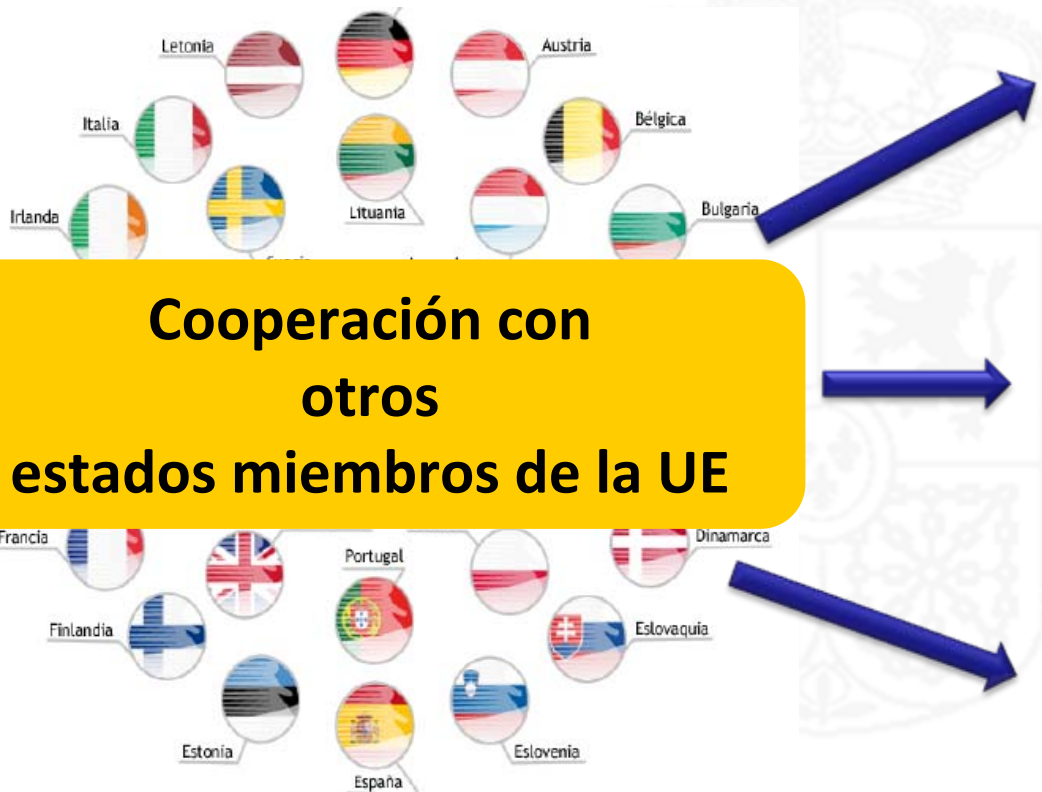 Letonia
Austria
Italia
Bélgica
Irlanda
Lituania
Bulgaria
Cooperación con
otros
estados miembros de la UE
Francia
Dinamarca
Portugal
Finlandia
Eslovaquia
Estonia
Eslovenia
España